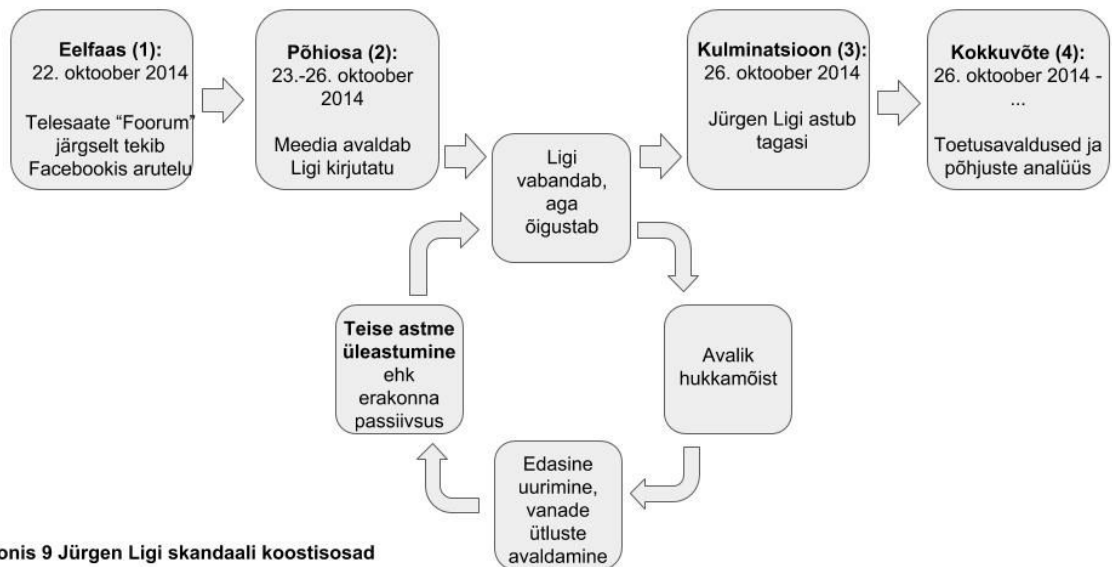 Eelfaas (1):
22. oktoober 2014
Telesaate “Foorum”
järgselt tekib
Facebookis arutelu
Põhiosa (2):
23.-26. oktoober
2014
Meedia avaldab
Ligi kirjutatu
Ligi
vabandab,
aga
õigustab
Kulminatsioon (3):
26. oktoober 2014
Jürgen Ligi astub
tagasi
Kokkuvõte (4):
26. oktoober 2014 -
...
Toetusavaldused ja
põhjuste analüüs
Avalik
hukkamõist
Edasine
uurimine,
vanade
ütluste
avaldamine
Teise astme
üleastumine
ehk
erakonna
passiivsus
onis 9 Jürgen Ligi skandaali koostisosad